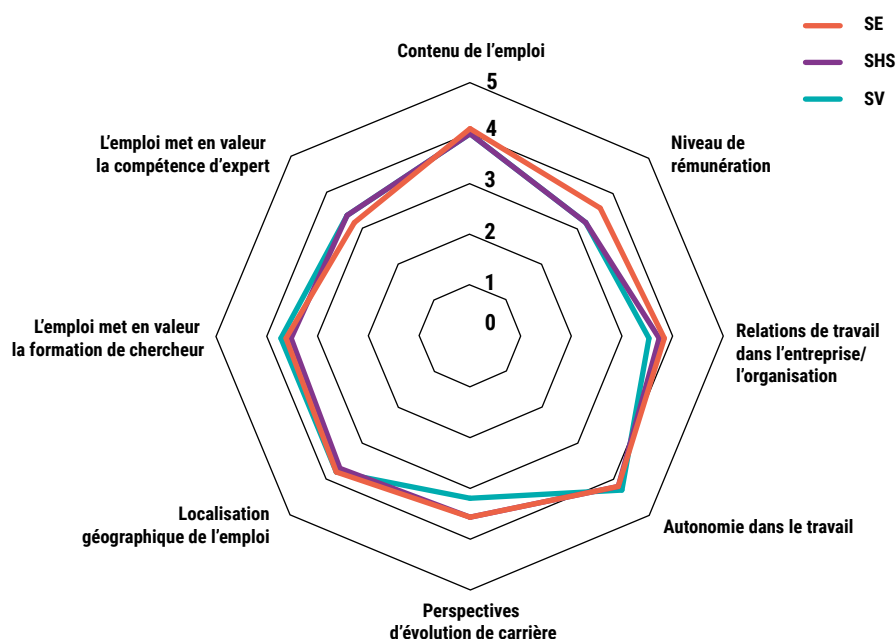 SE
SHS
SV
Contenu de l’emploi
5
4
3
2
1
0
Niveau de
rémunération
Relations de travail
dans l’entreprise/
l’organisation
Autonomie dans le travail
Perspectives
d’évolution de carrière
Localisation
géographique de l’emploi
L’emploi met en valeur
la formation de chercheur
L’emploi met en valeur
la compétence d’expert